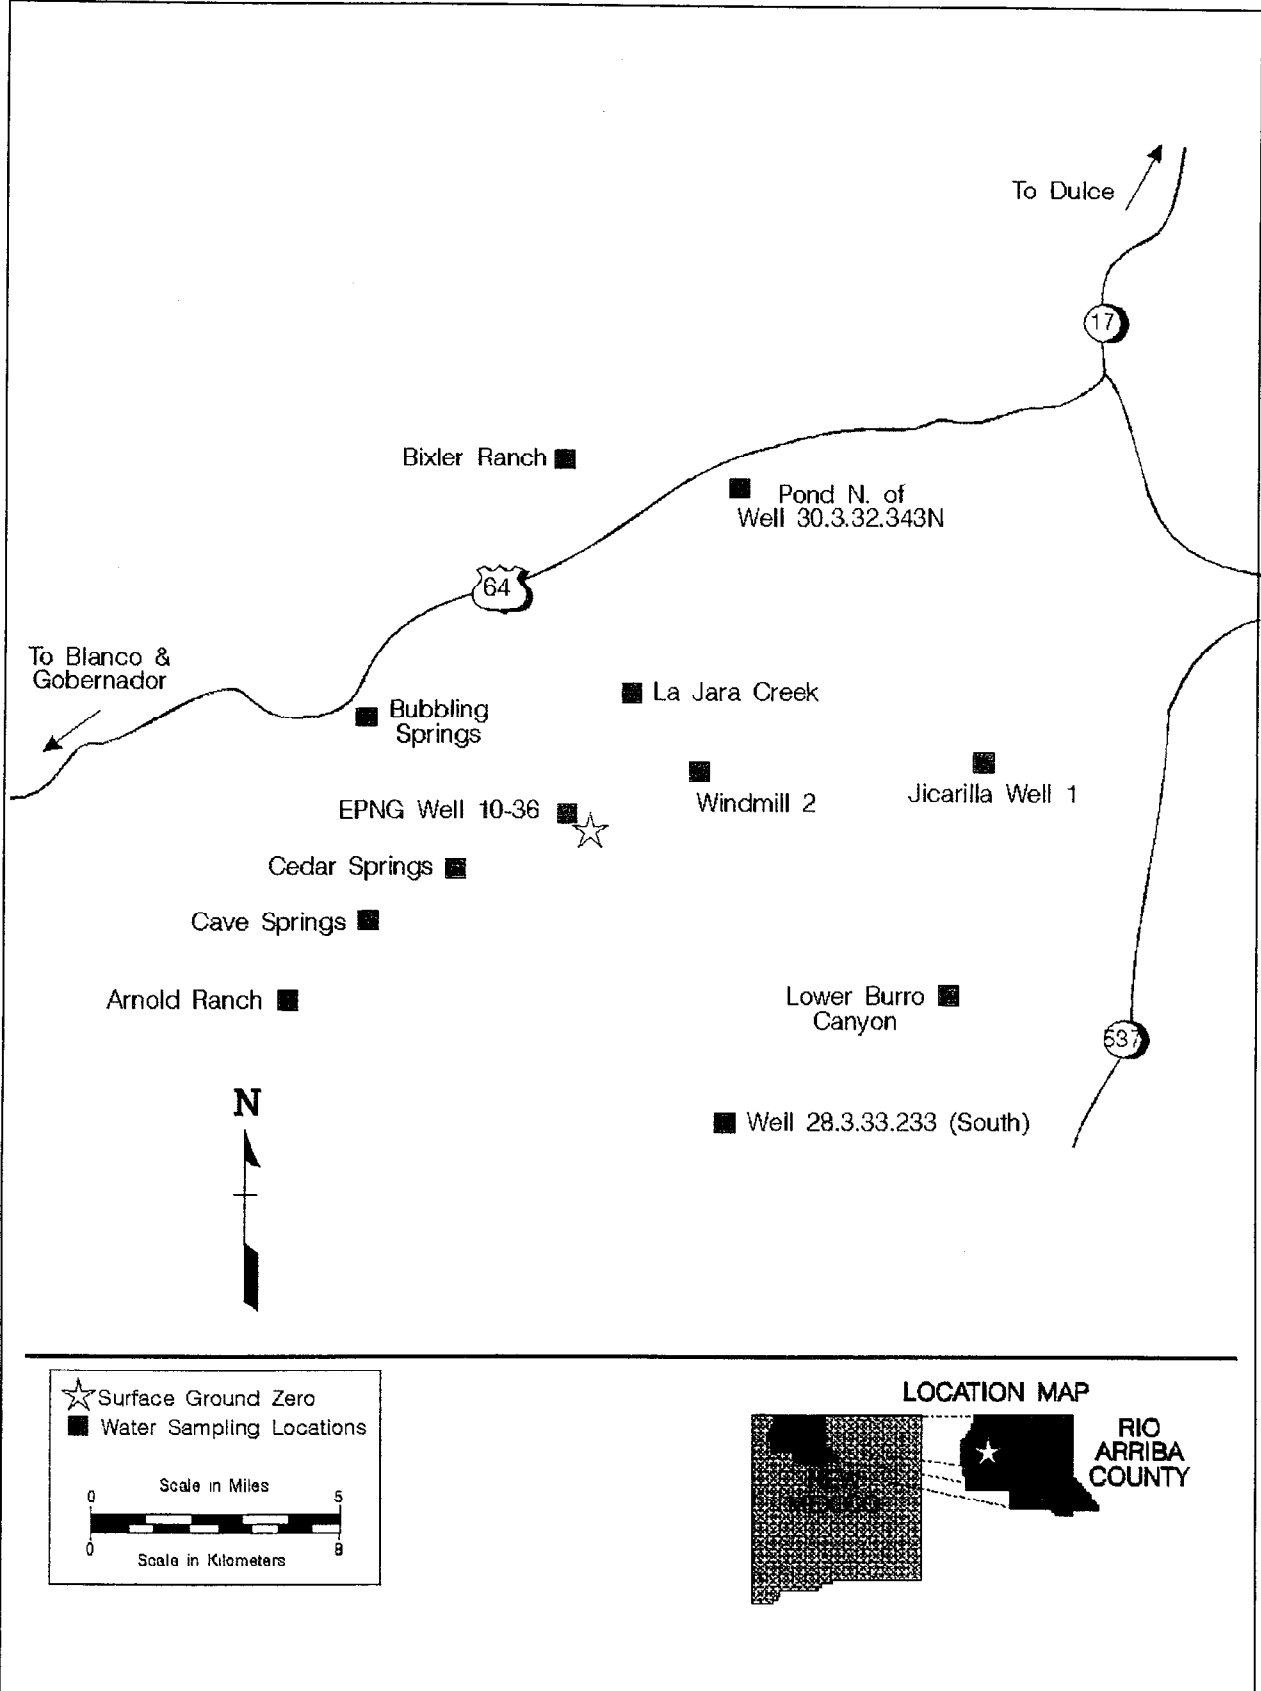 To Dulce
17
Bixler Ranch
Pond N. of
Well 30.3.32.343N
64
To Blanco &
Gobernador
La Jara Creek
Bubbling
Springs
Windmill 2
Jicarilla Well 1
EPNG Well 10-36
Cedar Springs
Cave Springs
Arnold Ranch
Lower Burro
Canyon
537
N
Well 28.3.33.233 (South)
Surface Ground Zero
Water Sampling Locations
Scale in Miles
0 5
0 8
Scale in Kilometers
LOCATION MAP
RIO
ARRIBA
COUNTY
NEW
MEXICO